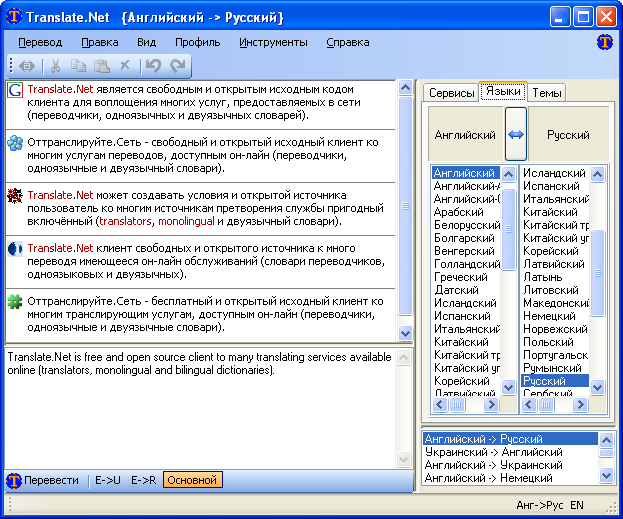 Translate.Net {Английский -> Русский}
Перевод Правка Вид Профиль Инструменты Справка
Translate.Net является свободным и открытым исходным кодом
клиента для воплощения многих услуг, предоставляемых в сети
(переводчики, одноязычных и двуязычных словарей).
Оттранслируйте.Сеть - свободный и открытый исходный клиент ко
многим услугам переводов, доступным он-лайн (переводчики,
одноязычные и двуязычный словари).
Translate.Net может создавать условия и открытой источника
пользователь ко многим источникам претворения службы пригодный
включённый (translators, monolingual и двуязычный словари).
Translate.Net клиент свободных и открытого источника к много
перевода имеющееся он-лайн обслуживаний (словари переводчиков,
одноязыковых и двуязычных).
Оттранслируйте.Сеть - бесплатный и открытый исходный клиент ко
многим транслирующим услугам, доступным он-лайн (переводчики,
одноязычные и двуязычные словари).
Translate.Net is free and open source client to many translating services available
online (translators, monolingual and bilingual dictionaries).
Перевести E->U E->R Основной
Сервисы Языки Темы
Английский Русский
Английский
Английский-
Английский-
Арабский
Белорусский
Болгарский
Венгерский
Голландский
Греческий
Датский
Исландский
Испанский
Итальянский
Китайский
Китайский тр
Китайский уп
Корейский
Латвийский
Исландский
Испанский
Итальянский
Китайский
Китайский тр
Китайский уп
Корейский
Латвийский
Латынь
Литовский
Македонски
Немецкий
Норвежский
Польский
Португальск
Румынский
Русский
Сербский
Английский -> Русский
Украинский -> Английский
Английский -> Украинский
Английский -> Немецкий
Анг->Рус EN